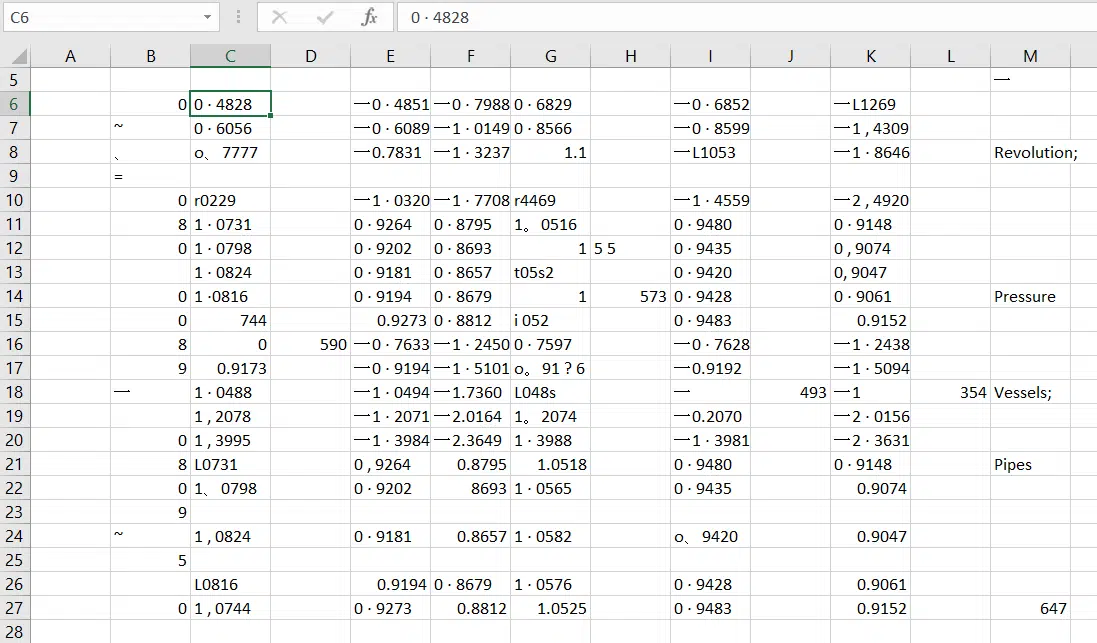 C6 fx 0 · 4828
A B C D E F G H I J K L M
5 一
6 0 0 · 4828 一0 · 4851 一0 · 7988 0 · 6829 一0 · 6852 一L1269
7 ~ 0 · 6056 一0 · 6089 一1 · 0149 0 · 8566 一0 · 8599 一1 , 4309
8 、 o、 7777 一0.7831 一1 · 3237 1.1 一L1053 一1 · 8646 Revolution;
9 =
10 0 r0229 一1 · 0320 一1 · 7708 r4469 一1 · 4559 一2 , 4920
11 8 1 · 0731 0 · 9264 0 · 8795 1。 0516 0 · 9480 0 · 9148
12 0 1 · 0798 0 · 9202 0 · 8693 1 5 5 0 · 9435 0 , 9074
13 1 · 0824 0 · 9181 0 · 8657 t05s2 0 · 9420 0, 9047
14 0 1 ·0816 0 · 9194 0 · 8679 1 573 0 · 9428 0 · 9061 Pressure
15 0 744 0.9273 0 · 8812 i 052 0 · 9483 0.9152
16 8 0 590 一0 · 7633 一1 · 2450 0 · 7597 一0 · 7628 一1 · 2438
17 9 0.9173 一0 · 9194 一1 · 5101 o。 91 ? 6 一0.9192 一1 · 5094
18 一 1 · 0488 一1 · 0494 一1.7360 L048s 一 493 一1 354 Vessels;
19 1 , 2078 一1 · 2071 一2.0164 1。 2074 一0.2070 一2 · 0156
20 0 1 , 3995 一1 · 3984 一2.3649 1 · 3988 一1 · 3981 一2 · 3631
21 8 L0731 0 , 9264 0.8795 1.0518 0 · 9480 0 · 9148 Pipes
22 0 1、 0798 0 · 9202 8693 1 · 0565 0 · 9435 0.9074
23 9
24 ~ 1 , 0824 0 · 9181 0.8657 1 · 0582 o、 9420 0.9047
25 5
26 L0816 0.9194 0 · 8679 1 · 0576 0 · 9428 0.9061
27 0 1 , 0744 0 · 9273 0.8812 1.0525 0 · 9483 0.9152 647
28